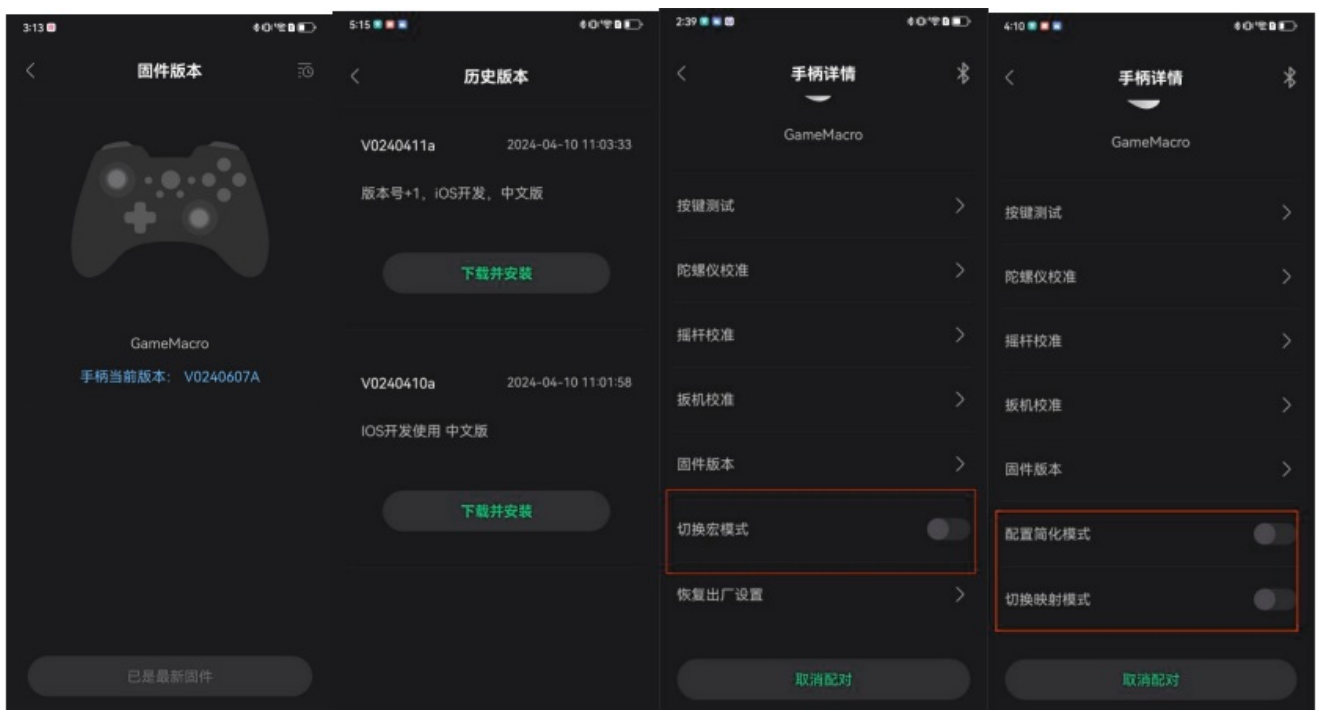 3:13
固件版本
GameMacro
手柄当前版本： V0240607A
已是最新固件
5:15
历史版本
V0240411a 2024-04-10 11:03:33
版本号+1，iOS开发，中文版
下载并安装
V0240410a 2024-04-10 11:01:58
IOS开发使用 中文版
下载并安装
2:39
手柄详情
GameMacro
按键测试
陀螺仪校准
摇杆校准
扳机校准
固件版本
切换宏模式
恢复出厂设置
取消配对
4:10
手柄详情
GameMacro
按键测试
陀螺仪校准
摇杆校准
扳机校准
固件版本
配置简化模式
切换映射模式
取消配对